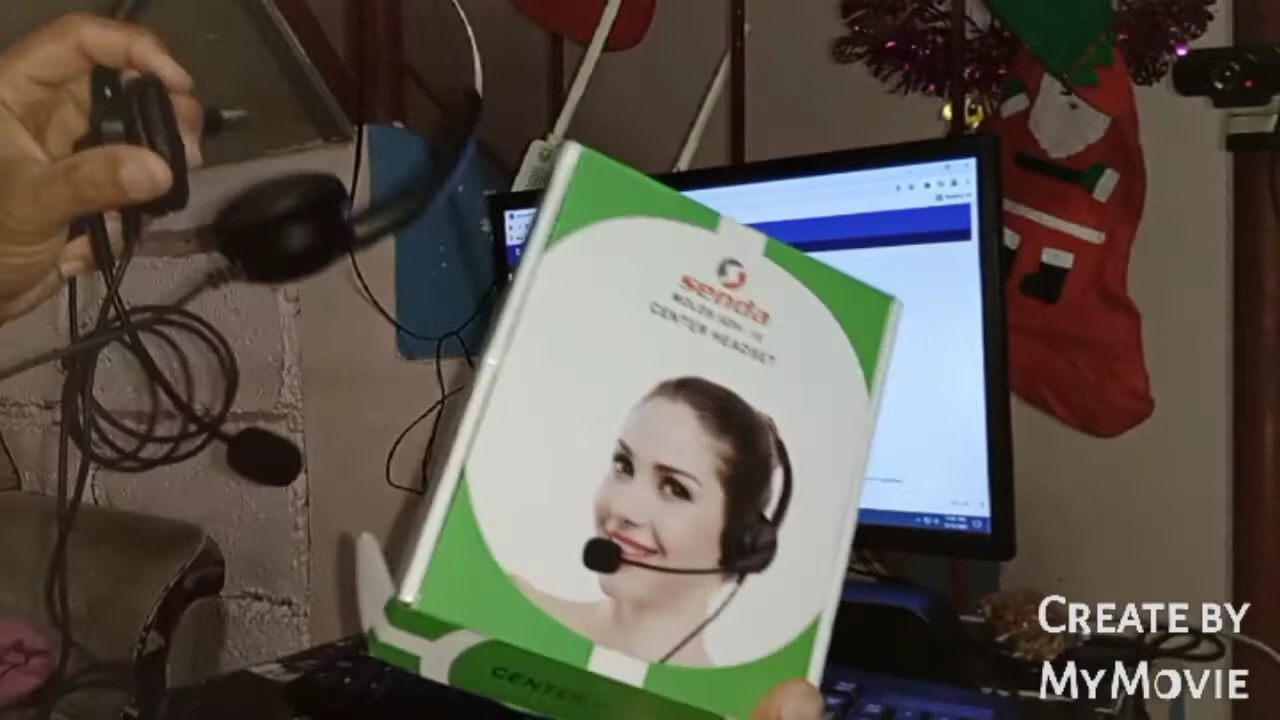 senda
CENTER HEADSET
CENTER
CREATE BY
MYMOVIE